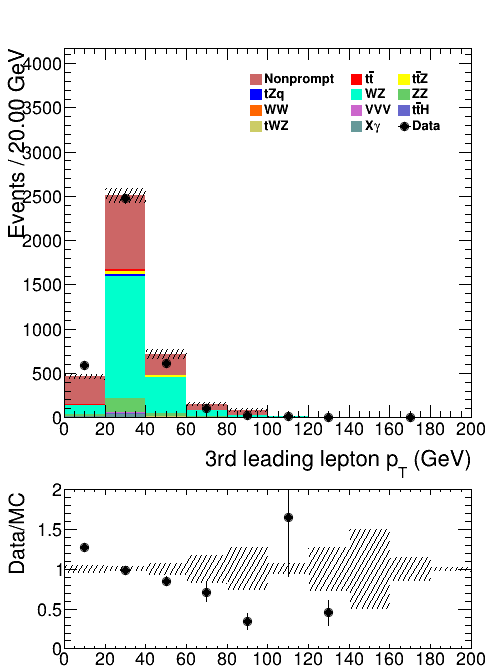 Events / 20.00 GeV
4000
3500
3000
2500
2000
1500
1000
500
0
Nonprompt tt̄ tt̄Z
tZq WZ ZZ
WW VVV tt̄H
tWZ Xγ Data
0 20 40 60 80 100 120 140 160 180 200
3rd leading lepton p_T (GeV)
Data/MC
2
1.5
1
0.5
0
0 20 40 60 80 100 120 140 160 180 200